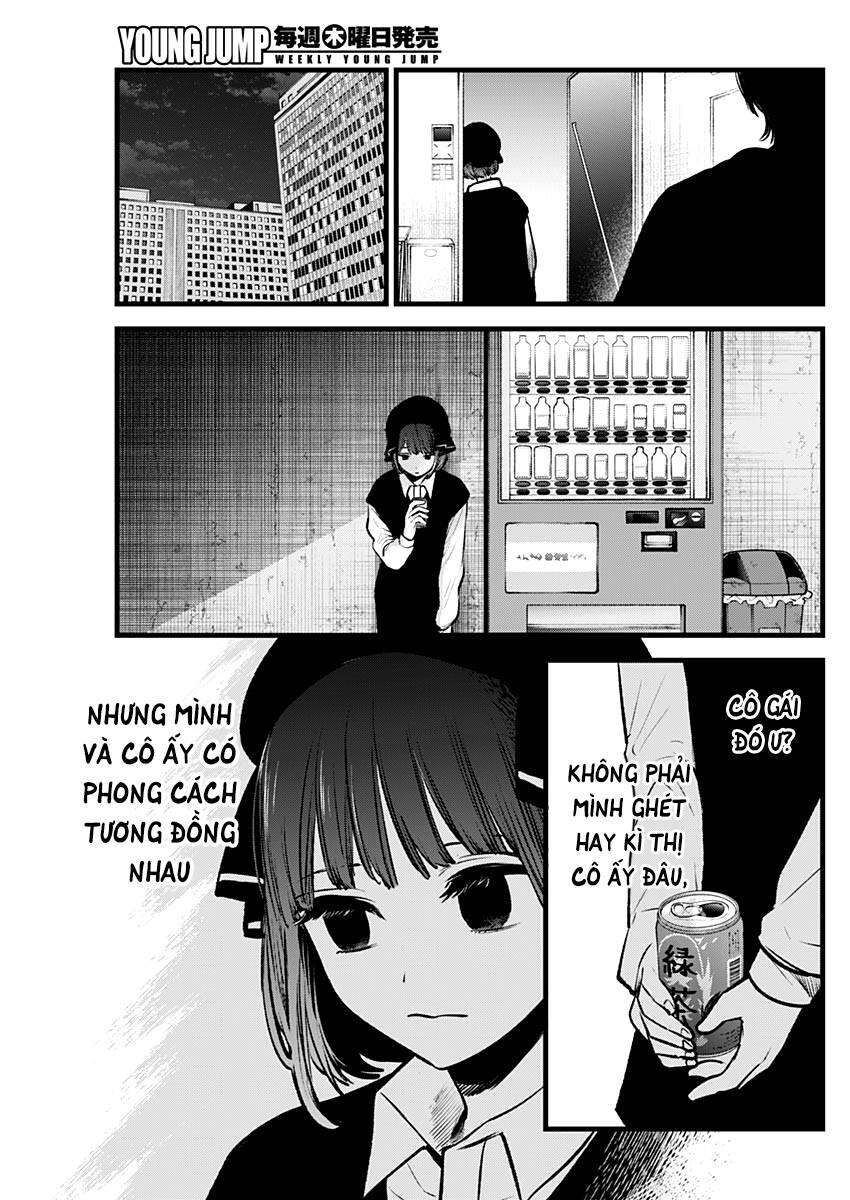 YOUNG JUMP 毎週木曜日発売
WEEKLY YOUNG JUMP
CÔ GÁI
ĐÓ Ư?
KHÔNG PHẢI
MÌNH GHÉT
HAY KÌ THỊ
CÔ ẤY ĐÂU,
緑茶
NHƯNG MÌNH
VÀ CÔ ẤY CÓ
PHONG CÁCH
TƯƠNG ĐỒNG
NHAU